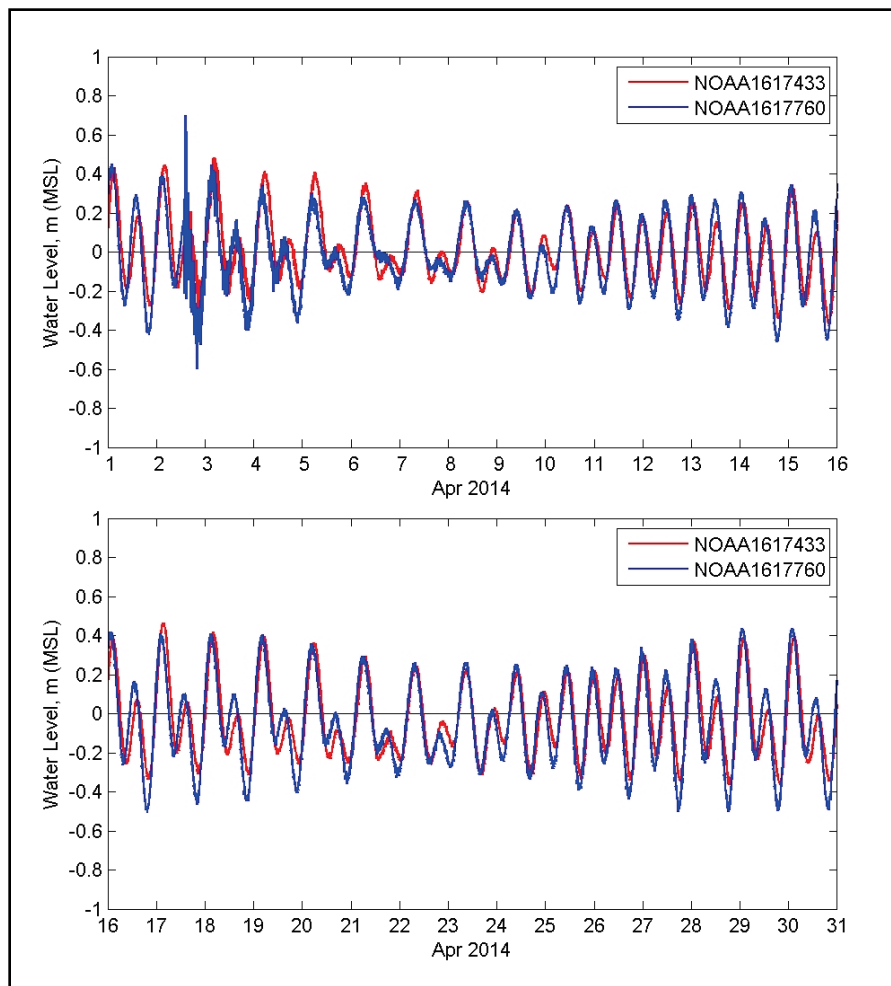 1
0.8
0.6
0.4
0.2
0
-0.2
-0.4
-0.6
-0.8
-1
Water Level, m (MSL)
NOAA1617433
NOAA1617760
1 2 3 4 5 6 7 8 9 10 11 12 13 14 15 16
Apr 2014
1
0.8
0.6
0.4
0.2
0
-0.2
-0.4
-0.6
-0.8
-1
Water Level, m (MSL)
NOAA1617433
NOAA1617760
16 17 18 19 20 21 22 23 24 25 26 27 28 29 30 31
Apr 2014